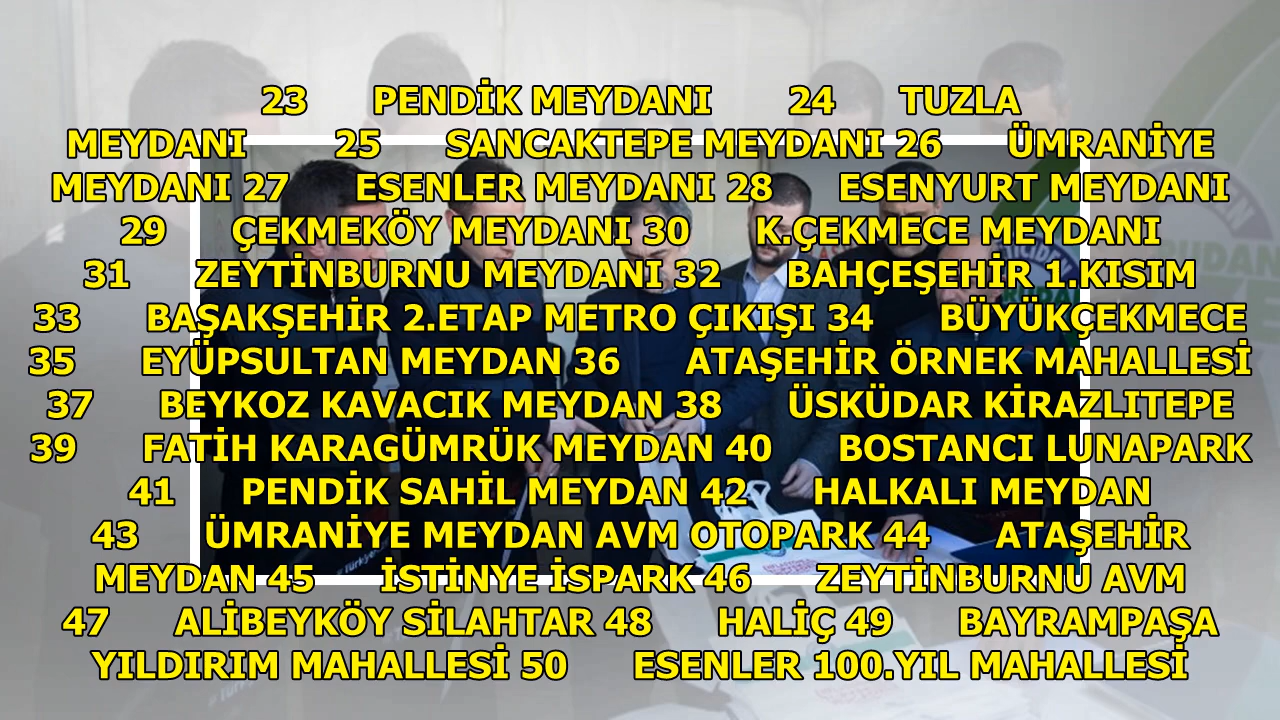 23 PENDİK MEYDANI 24 TUZLA
MEYDANI 25 SANCAKTEPE MEYDANI 26 ÜMRANİYE
MEYDANI 27 ESENLER MEYDANI 28 ESENYURT MEYDANI
29 ÇEKMEKÖY MEYDANI 30 K.ÇEKMECE MEYDANI
31 ZEYTİNBURNU MEYDANI 32 BAHÇEŞEHİR 1.KISIM
33 BAŞAKŞEHİR 2.ETAP METRO ÇIKIŞI 34 BÜYÜKÇEKMECE
35 EYÜPSULTAN MEYDAN 36 ATAŞEHİR ÖRNEK MAHALLESİ
37 BEYKOZ KAVACIK MEYDAN 38 ÜSKÜDAR KİRAZLITEPE
39 FATİH KARAGÜMRÜK MEYDAN 40 BOSTANCI LUNAPARK
41 PENDİK SAHİL MEYDAN 42 HALKALI MEYDAN
43 ÜMRANİYE MEYDAN AVM OTOPARK 44 ATAŞEHİR
MEYDAN 45 İSTİNYE İSPARK 46 ZEYTİNBURNU AVM
47 ALİBEYKÖY SİLAHTAR 48 HALİÇ 49 BAYRAMPAŞA
YILDIRIM MAHALLESİ 50 ESENLER 100.YIL MAHALLESİ